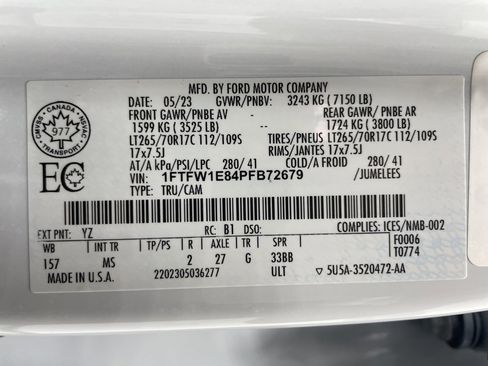 MFD. BY FORD MOTOR COMPANY
DATE: 05/23 GVWR/PNBV: 3243 KG ( 7150 LB)
FRONT GAWR/PNBE AV - REAR GAWR/PNBE AR -
1599 KG ( 3525 LB) 1724 KG ( 3800 LB)
LT265/70R17C 112/109S TIRES/PNEUS LT265/70R17C 112/109S
17x7.5J RIMS/JANTES 17x7.5J
AT/A kPa/PSI/LPC 280/ 41 COLD/A FROID 280/ 41
VIN: 1FTFW1E84PFB72679 /JUMELEES
TYPE: TRU/CAM
CANADA
CMVSS
NSVAC
977
TRANSPORT
EC
EXT PNT: YZ RC: B1 DSO: COMPLIES: ICES/NMB-002
WB INT TR TP/PS R AXLE TR SPR F0006
157 MS 2 27 G 33BB T0774
MADE IN U.S.A. 2202305036277 ULT ▽ 5U5A-3520472-AA